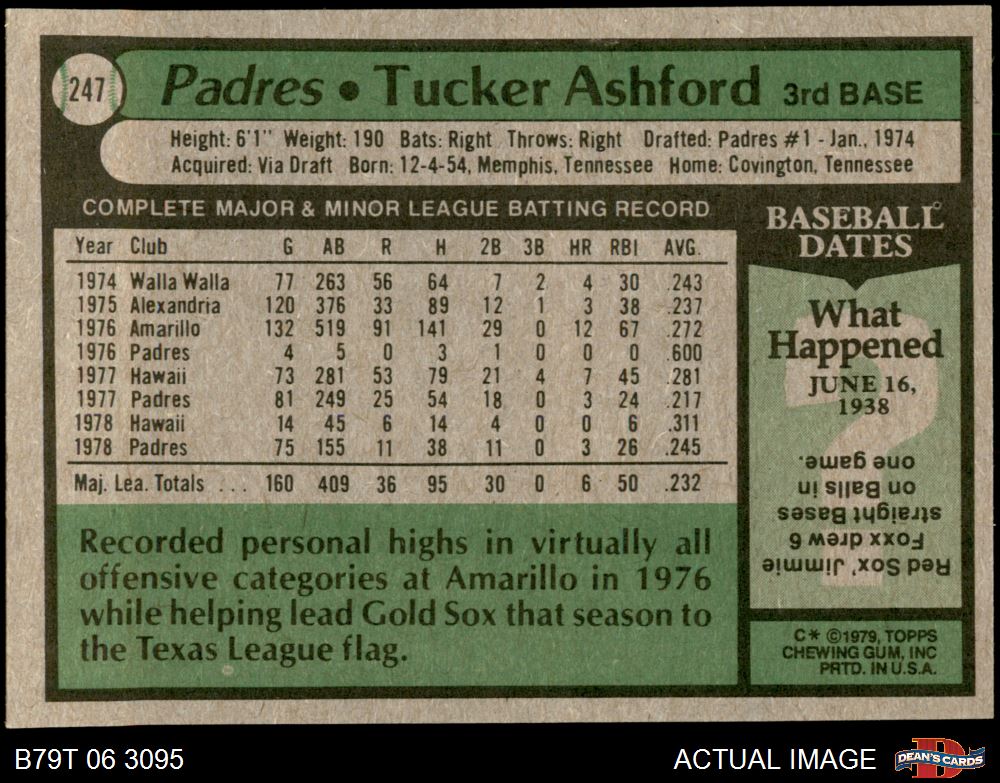 247
Padres • Tucker Ashford 3rd BASE
Height: 6'1" Weight: 190 Bats: Right Throws: Right Drafted: Padres #1 - Jan., 1974
Acquired: Via Draft Born: 12-4-54, Memphis, Tennessee Home: Covington, Tennessee
COMPLETE MAJOR & MINOR LEAGUE BATTING RECORD
Year Club G AB R H 2B 3B HR RBI AVG.
1974 Walla Walla 77 263 56 64 7 2 4 30 .243
1975 Alexandria 120 376 33 89 12 1 3 38 .237
1976 Amarillo 132 519 91 141 29 0 12 67 .272
1976 Padres 4 5 0 3 1 0 0 0 .600
1977 Hawaii 73 281 53 79 21 4 7 45 .281
1977 Padres 81 249 25 54 18 0 3 24 .217
1978 Hawaii 14 45 6 14 4 0 0 6 .311
1978 Padres 75 155 11 38 11 0 3 26 .245
Maj. Lea. Totals ... 160 409 36 95 30 0 6 50 .232
Recorded personal highs in virtually all
offensive categories at Amarillo in 1976
while helping lead Gold Sox that season to
the Texas League flag.
BASEBALL
DATES
What
Happened
JUNE 16,
1938
?
Red Sox' Jimmie
Foxx drew 6
straight Bases
on Balls in
one game.
C* ©1979, TOPPS
CHEWING GUM, INC
PRTD. IN U.S.A.
B79T 06 3095
ACTUAL IMAGE
D
DEAN'S CARDS